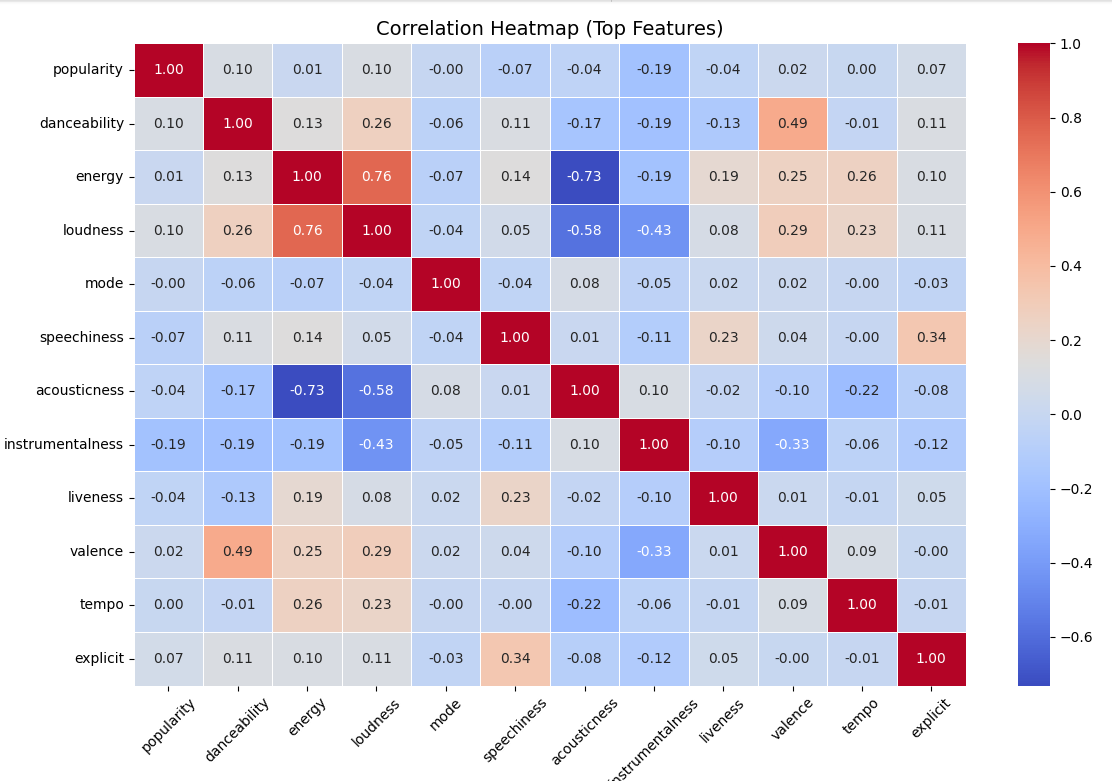 Correlation Heatmap (Top Features)
popularity 1.00 0.10 0.01 0.10 -0.00 -0.07 -0.04 -0.19 -0.04 0.02 0.00 0.07
danceability 0.10 1.00 0.13 0.26 -0.06 0.11 -0.17 -0.19 -0.13 0.49 -0.01 0.11
energy 0.01 0.13 1.00 0.76 -0.07 0.14 -0.73 -0.19 0.19 0.25 0.26 0.10
loudness 0.10 0.26 0.76 1.00 -0.04 0.05 -0.58 -0.43 0.08 0.29 0.23 0.11
mode -0.00 -0.06 -0.07 -0.04 1.00 -0.04 0.08 -0.05 0.02 0.02 -0.00 -0.03
speechiness -0.07 0.11 0.14 0.05 -0.04 1.00 0.01 -0.11 0.23 0.04 -0.00 0.34
acousticness -0.04 -0.17 -0.73 -0.58 0.08 0.01 1.00 0.10 -0.02 -0.10 -0.22 -0.08
instrumentalness -0.19 -0.19 -0.19 -0.43 -0.05 -0.11 0.10 1.00 -0.10 -0.33 -0.06 -0.12
liveness -0.04 -0.13 0.19 0.08 0.02 0.23 -0.02 -0.10 1.00 0.01 -0.01 0.05
valence 0.02 0.49 0.25 0.29 0.02 0.04 -0.10 -0.33 0.01 1.00 0.09 -0.00
tempo 0.00 -0.01 0.26 0.23 -0.00 -0.00 -0.22 -0.06 -0.01 0.09 1.00 -0.01
explicit 0.07 0.11 0.10 0.11 -0.03 0.34 -0.08 -0.12 0.05 -0.00 -0.01 1.00
popularity danceability energy loudness mode speechiness acousticness nstrumentalness liveness valence tempo explicit
1.0
0.8
0.6
0.4
0.2
0.0
−0.2
−0.4
−0.6